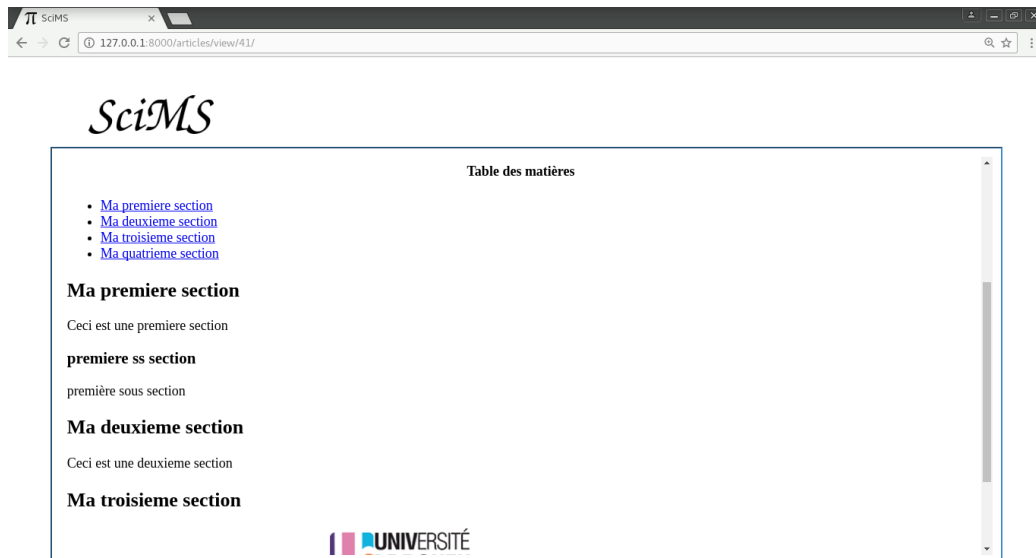 π SciMS
127.0.0.1:8000/articles/view/41/
SciMS
Table des matières
Ma premiere section
Ma deuxieme section
Ma troisieme section
Ma quatrieme section
Ma premiere section
Ceci est une premiere section
premiere ss section
première sous section
Ma deuxieme section
Ceci est une deuxieme section
Ma troisieme section
UNIVERSITÉ